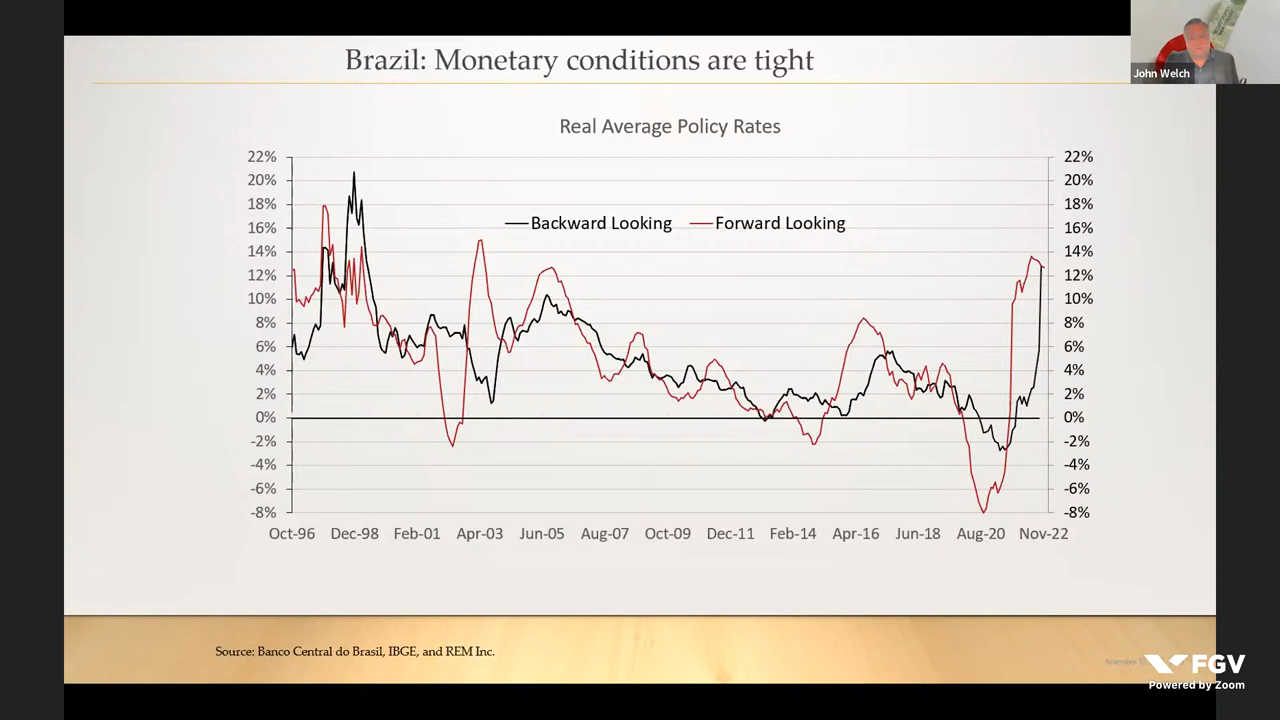 Brazil: Monetary conditions are tight
John Welch
Real Average Policy Rates
22% 22%
20% 20%
18% 18%
Backward Looking Forward Looking
16% 16%
14% 14%
12% 12%
10% 10%
8% 8%
6% 6%
4% 4%
2% 2%
0% 0%
-2% -2%
-4% -4%
-6% -6%
-8% -8%
Oct-96 Dec-98 Feb-01 Apr-03 Jun-05 Aug-07 Oct-09 Dec-11 Feb-14 Apr-16 Jun-18 Aug-20 Nov-22
Source: Banco Central do Brasil, IBGE, and REM Inc.
November
FGV
Powered by Zoom